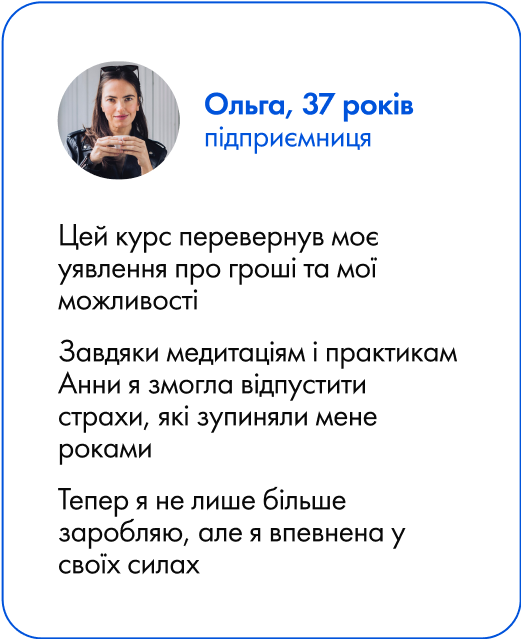 Ольга, 37 років
підприємниця
Цей курс перевернув моє
уявлення про гроші та мої
можливості
Завдяки медитаціям і практикам
Анни я змогла відпустити
страхи, які зупиняли мене
роками
Тепер я не лише більше
заробляю, але я впевнена у
своїх силах